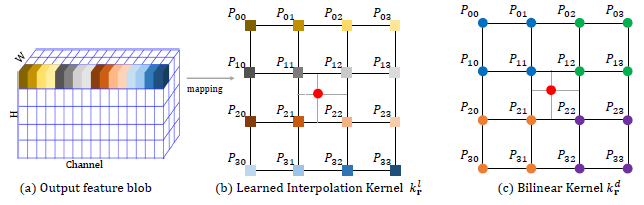 W
H
Channel
(a) Output feature blob
mapping
P00 P01 P02 P03
P10 P11 P12 P13
P20 P21 P22 P23
P30 P31 P32 P33
(b) Learned Interpolation Kernel k_r^l
P00 P01 P02 P03
P10 P11 P12 P13
P20 P21 P22 P23
P30 P31 P32 P33
(c) Bilinear Kernel k_r^d